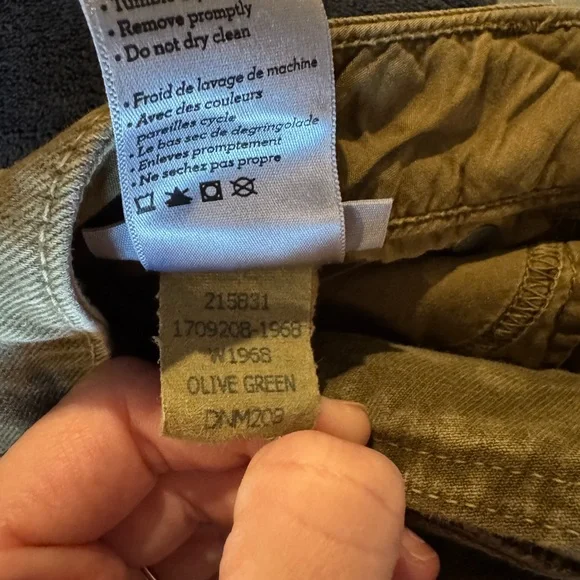 • Remove promptly
• Do not dry clean
• Froid de lavage de machine
• Avec des couleurs
pareilles cycle
• Le bas sec de degringolade
• Enleves promptement
• Ne sechez pas propre
215831
1709208-1968
W1968
OLIVE GREEN
DNM209